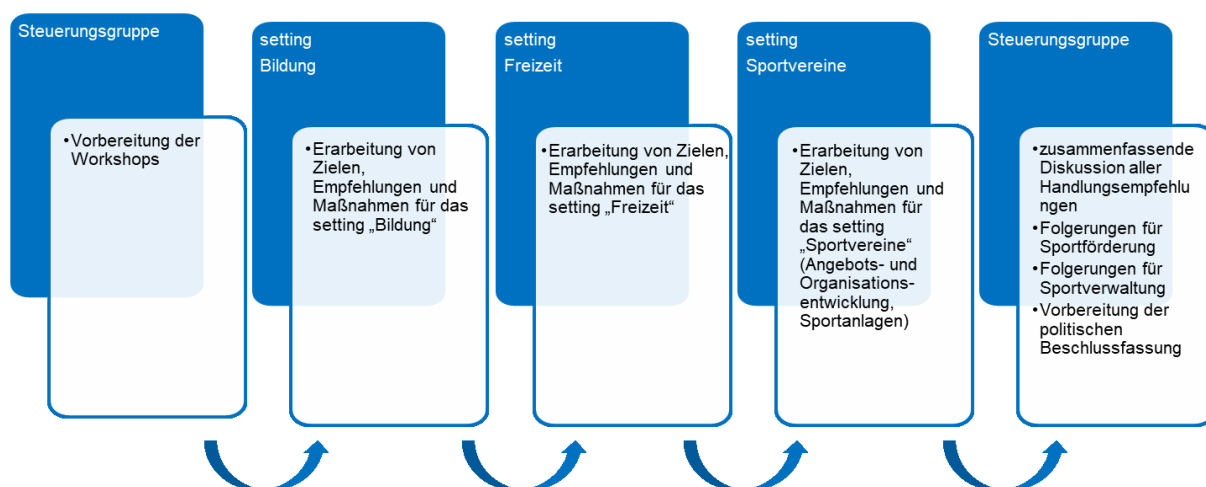 Steuerungsgruppe
•Vorbereitung der
Workshops
setting
Bildung
•Erarbeitung von
Zielen,
Empfehlungen und
Maßnahmen für das
setting „Bildung“
setting
Freizeit
•Erarbeitung von Zielen,
Empfehlungen und
Maßnahmen für das
setting „Freizeit“
setting
Sportvereine
•Erarbeitung von
Zielen,
Empfehlungen und
Maßnahmen für
das setting
„Sportvereine“
(Angebots- und
Organisations-
entwicklung,
Sportanlagen)
Steuerungsgruppe
•zusammenfassende
Diskussion aller
Handlungsempfehlu
ngen
•Folgerungen für
Sportförderung
•Folgerungen für
Sportverwaltung
•Vorbereitung der
politischen
Beschlussfassung